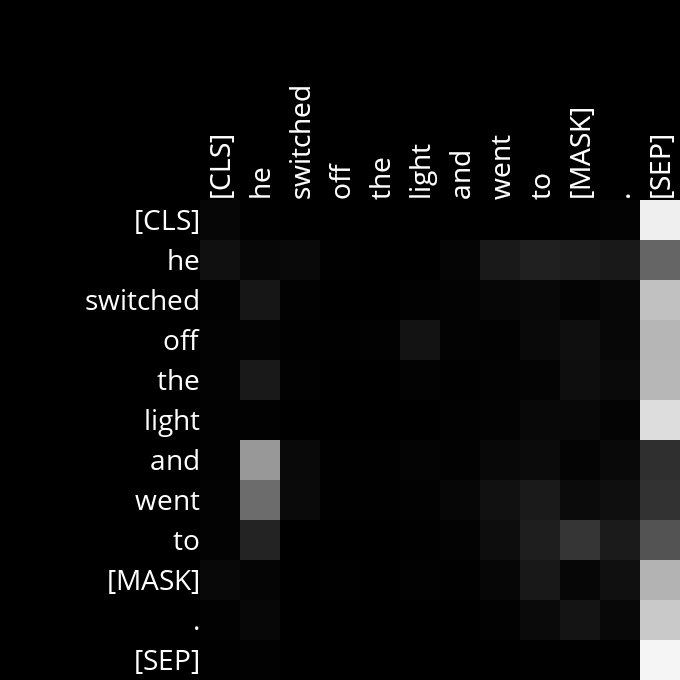 [CLS]
he
switched
off
the
light
and
went
to
[MASK]
.
[SEP]
[CLS]
he
switched
off
the
light
and
went
to
[MASK]
.
[SEP]